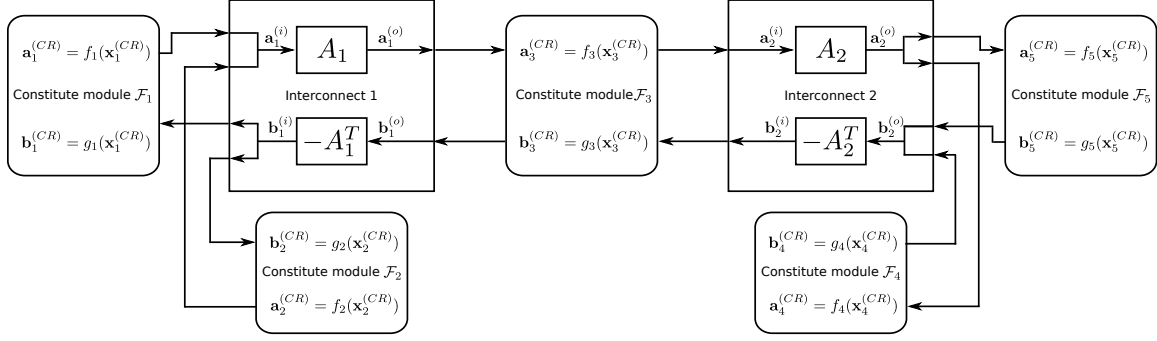 a_1^{(CR)} = f_1(x_1^{(CR)})
Constitute module F_1
b_1^{(CR)} = g_1(x_1^{(CR)})
a_1^{(i)}
A_1
a_1^{(o)}
Interconnect 1
b_1^{(i)}
-A_1^T
b_1^{(o)}
a_3^{(CR)} = f_3(x_3^{(CR)})
Constitute module F_3
b_3^{(CR)} = g_3(x_3^{(CR)})
a_2^{(i)}
A_2
a_2^{(o)}
Interconnect 2
b_2^{(i)}
-A_2^T
b_2^{(o)}
a_5^{(CR)} = f_5(x_5^{(CR)})
Constitute module F_5
b_5^{(CR)} = g_5(x_5^{(CR)})
b_2^{(CR)} = g_2(x_2^{(CR)})
Constitute module F_2
a_2^{(CR)} = f_2(x_2^{(CR)})
b_4^{(CR)} = g_4(x_4^{(CR)})
Constitute module F_4
a_4^{(CR)} = f_4(x_4^{(CR)})